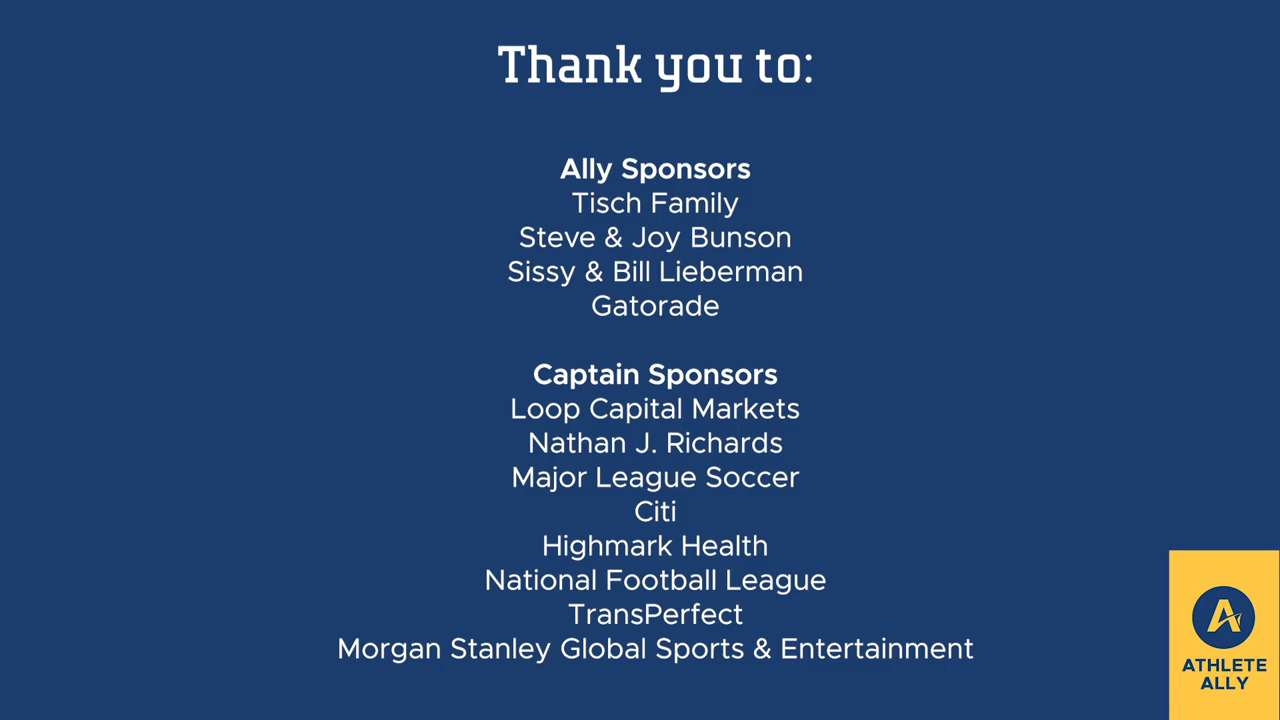 Thank you to:
Ally Sponsors
Tisch Family
Steve & Joy Bunson
Sissy & Bill Lieberman
Gatorade
Captain Sponsors
Loop Capital Markets
Nathan J. Richards
Major League Soccer
Citi
Highmark Health
National Football League
TransPerfect
Morgan Stanley Global Sports & Entertainment
ATHLETE
ALLY